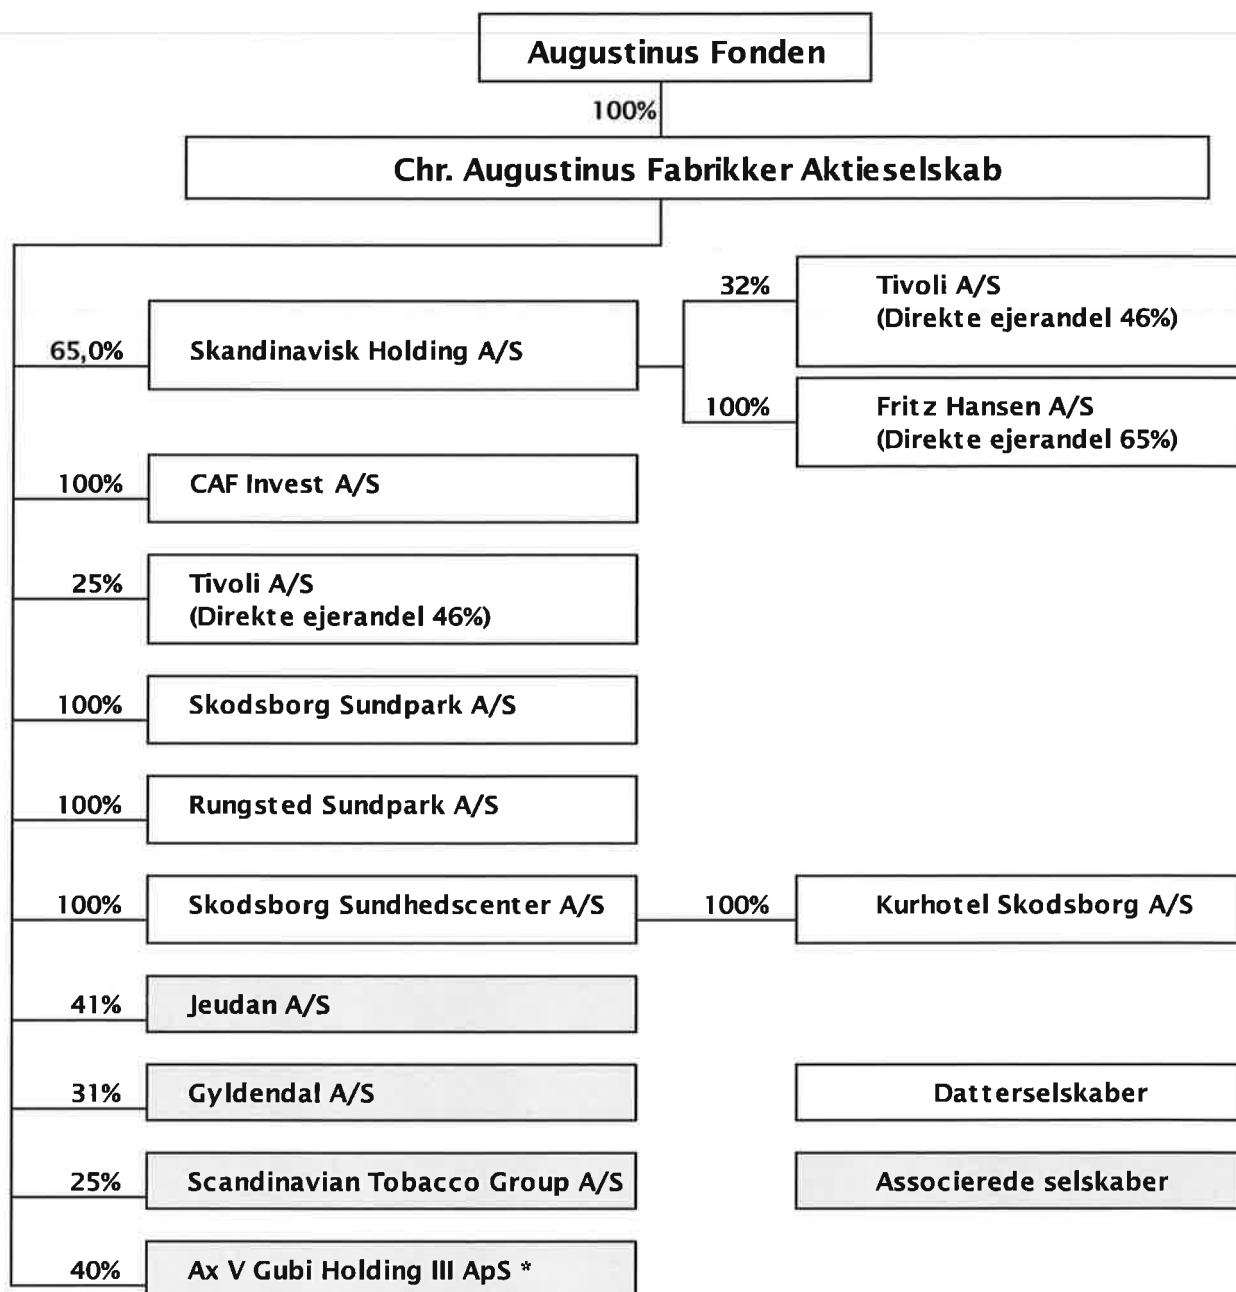 Augustinus Fonden
100%
Chr. Augustinus Fabrikker Aktieselskab
32%
Tivoli A/S
(Direkte ejerandel 46%)
65,0%
Skandinavisk Holding A/S
100%
Fritz Hansen A/S
(Direkte ejerandel 65%)
100%
CAF Invest A/S
25%
Tivoli A/S
(Direkte ejerandel 46%)
100%
Skodsborg Sundpark A/S
100%
Rungsted Sundpark A/S
100%
Skodsborg Sundhedscenter A/S
100%
Kurhotel Skodsborg A/S
41%
Jeudan A/S
31%
Gyldendal A/S
Datterselskaber
25%
Scandinavian Tobacco Group A/S
Associerede selskaber
40%
Ax V Gubi Holding III ApS *